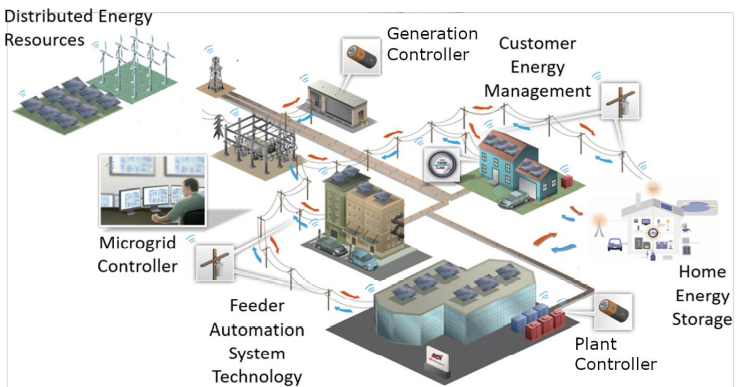 Distributed Energy
Resources
Generation
Controller
Customer
Energy
Management
Microgrid
Controller
Feeder
Automation
System
Technology
Plant
Controller
Home
Energy
Storage